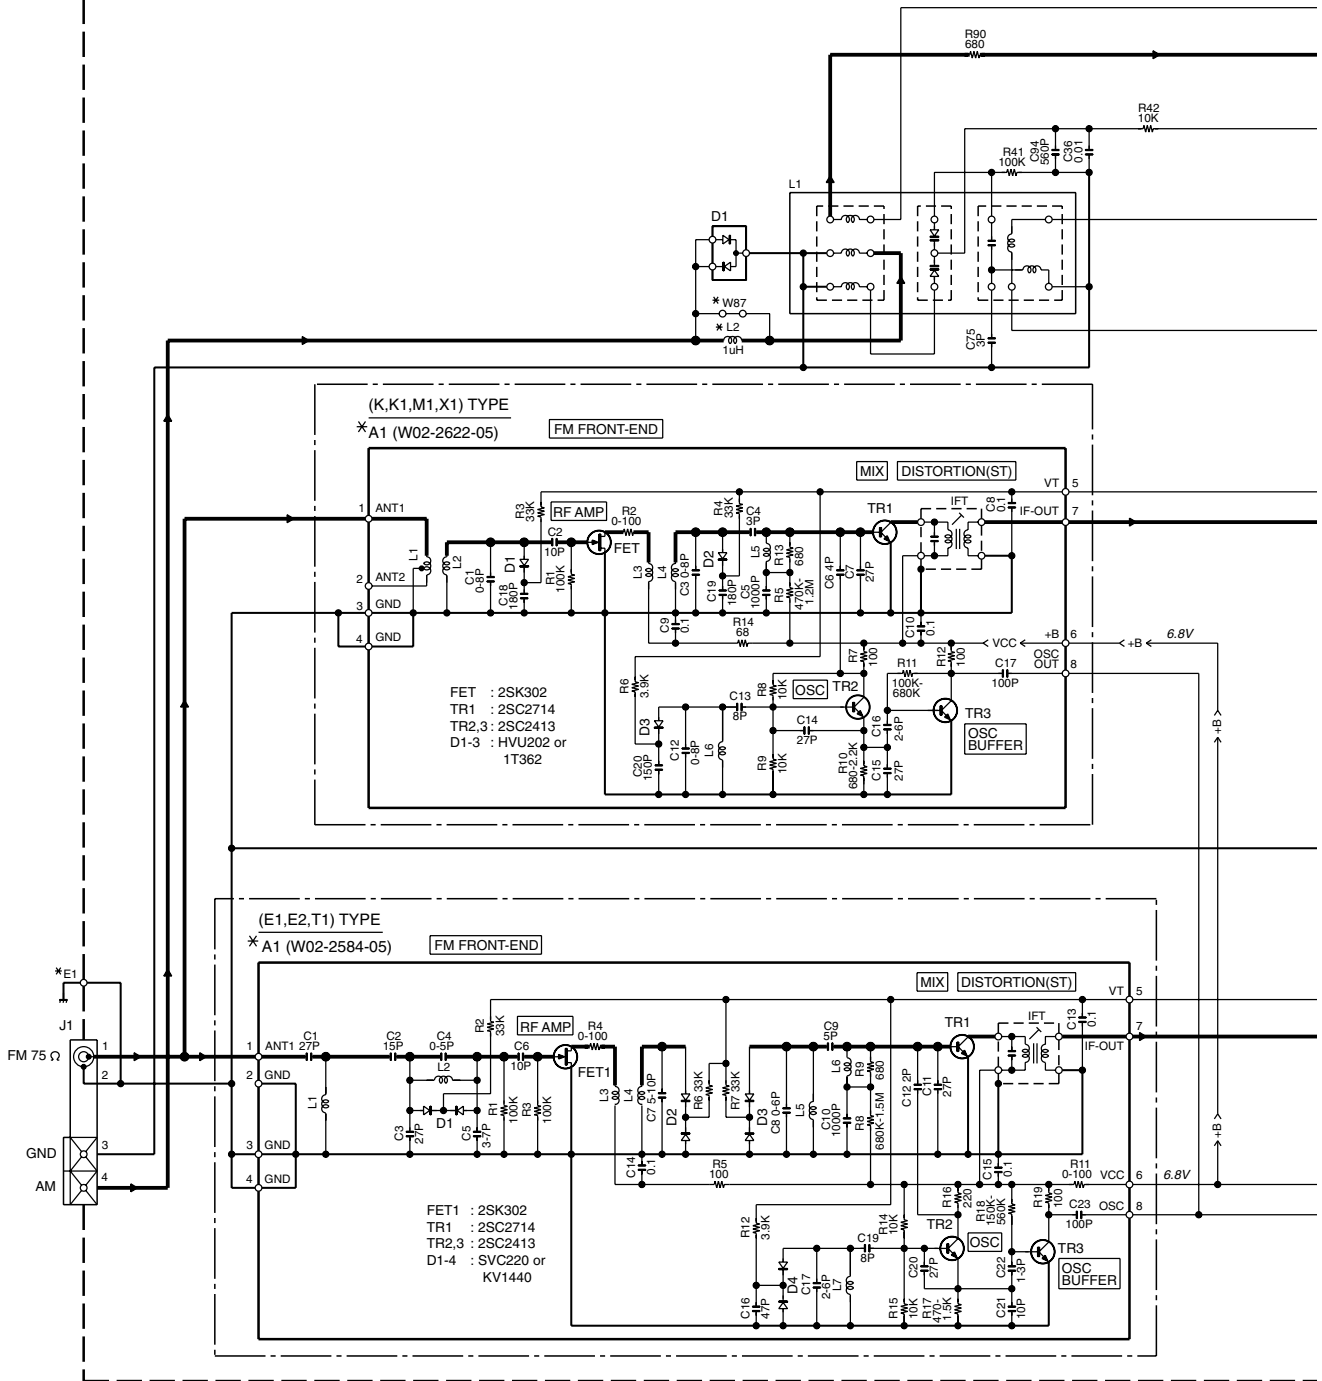 R90
680
R42
10K
C94
560P
C36
0.01
R41
100K
L1
D1
* W87
* L2
1uH
C75
3P
(K,K1,M1,X1) TYPE
* A1 (W02-2622-05)
FM FRONT-END
MIX
DISTORTION(ST)
VT 5
1 ANT1
R3
33K
RF AMP
R2
0-100
R4
33K
C4
3P
TR1
IFT
C8
0.1
IF-OUT 7
C2
10P
FET
L1
L2
C1
0-8P
D1
C18
180P
R1
100K
L3
L4
C3 0-8P
D2
C19
180P
L5
C5
1000P
R13
680
R5
470K-
1.2M
C6 4P
C7
27P
2 ANT2
3 GND
4 GND
C9
0.1
R14
68
C10
0.1
VCC
+B 6
+B
6.8V
OSC
OUT 8
R6
3.9K
R7
100
R12
100
R11
100K-
680K
C17
100P
FET : 2SK302
TR1 : 2SC2714
TR2,3 : 2SC2413
D1-3 : HVU202 or
1T362
C13
8P
R8
10K
OSC
TR2
TR3
OSC
BUFFER
D3
C20
150P
C12
0-8P
L6
C14
27P
R9
10K
R10
680-2.2K
C16
2-6P
C15
27P
+B
(E1,E2,T1) TYPE
* A1 (W02-2584-05)
FM FRONT-END
* E1
MIX
DISTORTION(ST)
VT 5
J1
FM 75 Ω
1
2
1 ANT1
C1
27P
C2
15P
C4
0-5P
L2
R2
33K
RF AMP
R4
0-100
C6
10P
FET1
C9
5P
TR1
IFT
C13
0.1
7
IF-OUT
2 GND
L1
C3
27P
D1
C5
3-7P
R1
100K
R3
100K
L3
L4
C7 5-10P
D2
R6 33K
R7 33K
D3
C8 0-6P
L5
C10
1000P
L6
R9
680
R8
680K-1.5M
C12 2P
C11
27P
GND 3
AM 4
3 GND
4 GND
C14
0.1
R5
100
C15
0.1
R11
0-100
VCC 6
6.8V
+B
FET1 : 2SK302
TR1 : 2SC2714
TR2,3 : 2SC2413
D1-4 : SVC220 or
KV1440
R12
3.9K
R14
10K
R16
220
R18
150K-
560K
R19
100
C23
100P
OSC 8
C19
8P
TR2
OSC
TR3
OSC
BUFFER
C16
47P
D4
C17
2-6P
L7
R15
10K
C20
27P
R17
470-
1.5K
C22
1-3P
C21
10P